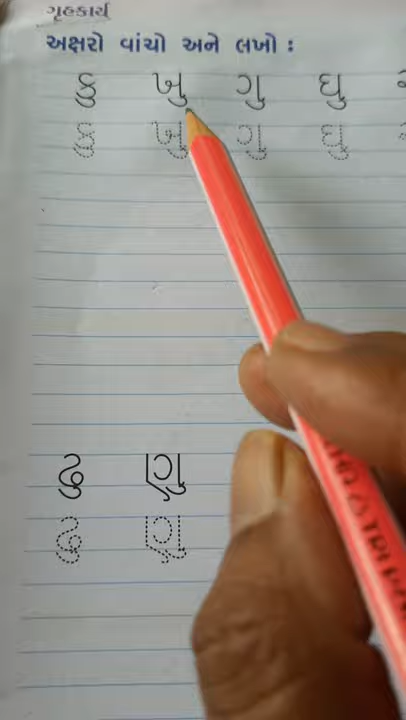 ગૃહકાર્ય
અક્ષરો વાંચો અને લખો :
કુ ખુ ગુ ઘુ
કુ ખુ ગુ ઘુ
ઢુ ણુ
ઢુ ણુ